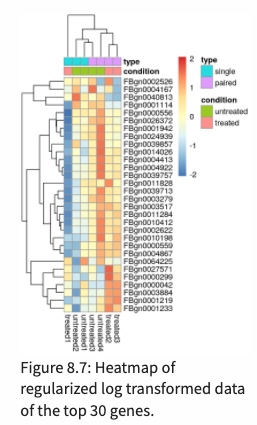 type
condition
FBgn0002526
FBgn0004167
FBgn0040813
FBgn0001114
FBgn0000556
FBgn0026372
FBgn0001942
FBgn0024939
FBgn0039857
FBgn0014026
FBgn0004413
FBgn0004922
FBgn0039757
FBgn0011828
FBgn0039713
FBgn0003279
FBgn0003517
FBgn0011284
FBgn0010412
FBgn0002622
FBgn0010198
FBgn0000559
FBgn0004867
FBgn0064225
FBgn0027571
FBgn0000299
FBgn0000042
FBgn0003884
FBgn0001219
FBgn0001233
treated1
untreated2
untreated1
untreated3
untreated4
treated2
treated3
2
1
0
-1
-2
type
single
paired
condition
untreated
treated
Figure 8.7: Heatmap of
regularized log transformed data
of the top 30 genes.